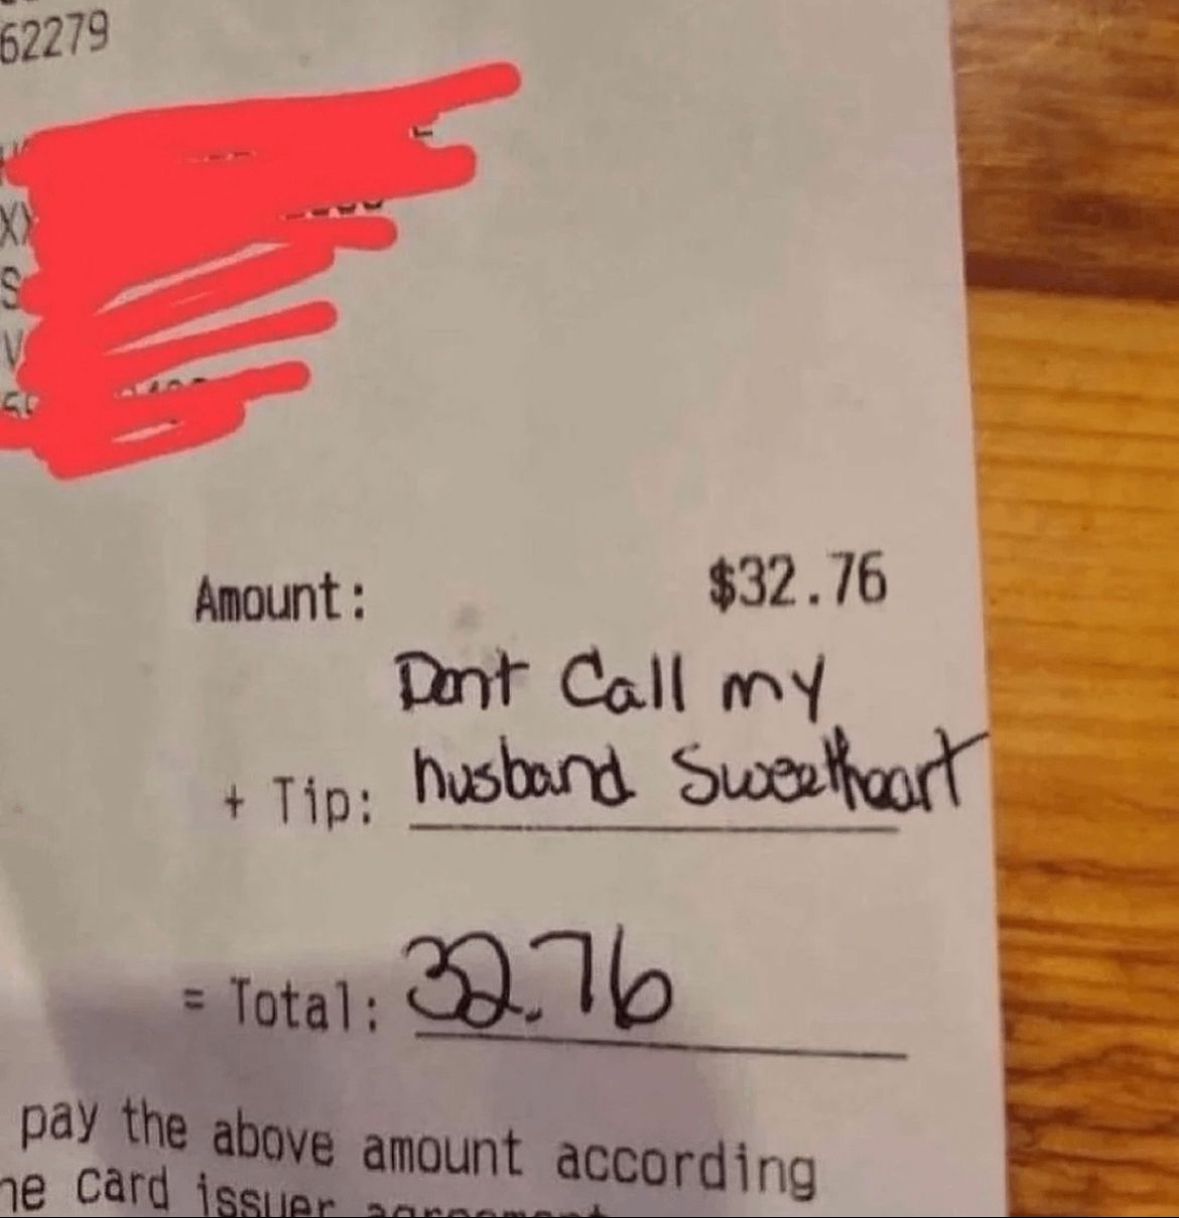 62279
Amount: $32.76
Dont Call my
+ Tip: husband Sweetheart
= Total: 32.76
pay the above amount according
card issuer agreement